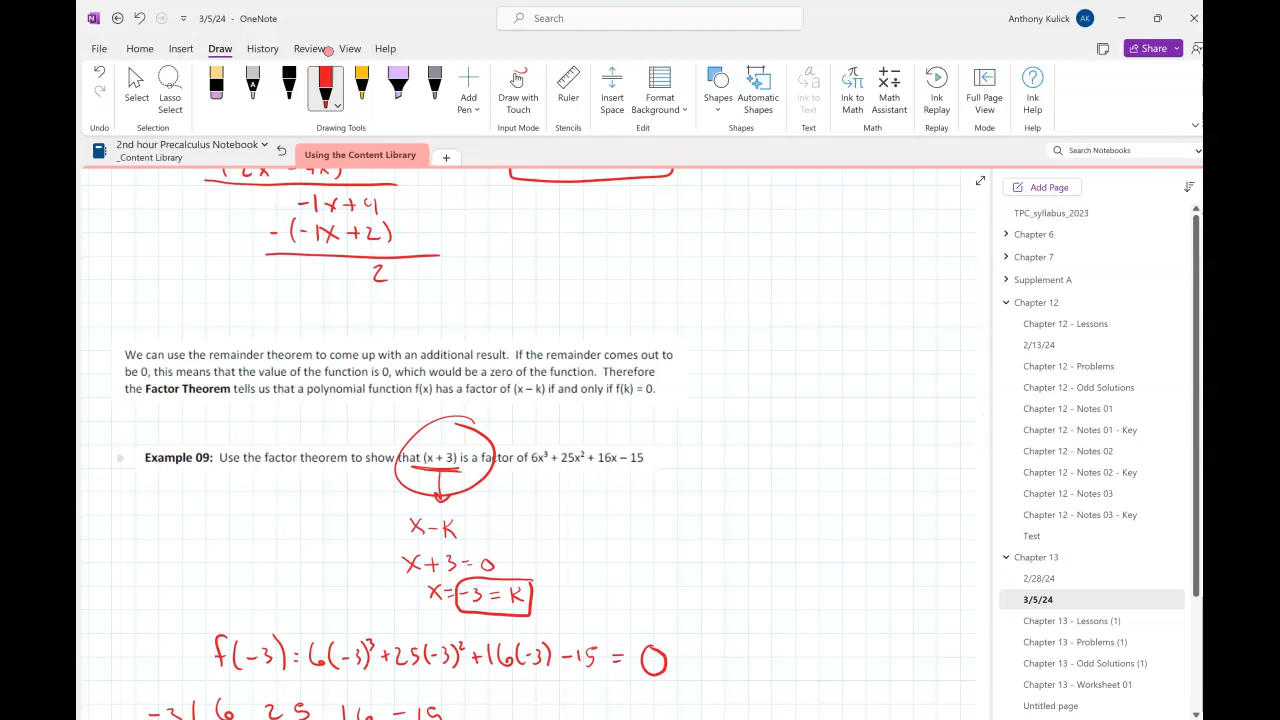 3/5/24 - OneNote
Search
Anthony Kulick
AK
File Home Insert Draw History Review View Help
Share
Select
Lasso Select
Add Pen
Draw with Touch
Ruler
Insert Space
Format Background
Shapes
Automatic Shapes
Ink to Text
Ink to Math
Math Assistant
Ink Replay
Full Page View
Ink Help
Undo
Selection
Drawing Tools
Input Mode
Stencils
Edit
Shapes
Text
Math
Replay
Mode
Help
2nd hour Precalculus Notebook
_Content Library
Using the Content Library
+
Search Notebooks
-1x+4
-(-1x+2)
2
We can use the remainder theorem to come up with an additional result. If the remainder comes out to
be 0, this means that the value of the function is 0, which would be a zero of the function. Therefore
the Factor Theorem tells us that a polynomial function f(x) has a factor of (x – k) if and only if f(k) = 0.
Example 09: Use the factor theorem to show that (x + 3) is a factor of 6x³ + 25x² + 16x – 15
x-k
x+3=0
x=-3=k
f(-3)=6(-3)³+25(-3)²+16(-3)-15=0
-3| 6 25 16 -15
Add Page
TPC_syllabus_2023
Chapter 6
Chapter 7
Supplement A
Chapter 12
Chapter 12 - Lessons
2/13/24
Chapter 12 - Problems
Chapter 12 - Odd Solutions
Chapter 12 - Notes 01
Chapter 12 - Notes 01 - Key
Chapter 12 - Notes 02
Chapter 12 - Notes 02 - Key
Chapter 12 - Notes 03
Chapter 12 - Notes 03 - Key
Test
Chapter 13
2/28/24
3/5/24
Chapter 13 - Lessons (1)
Chapter 13 - Problems (1)
Chapter 13 - Odd Solutions (1)
Chapter 13 - Worksheet 01
Untitled page